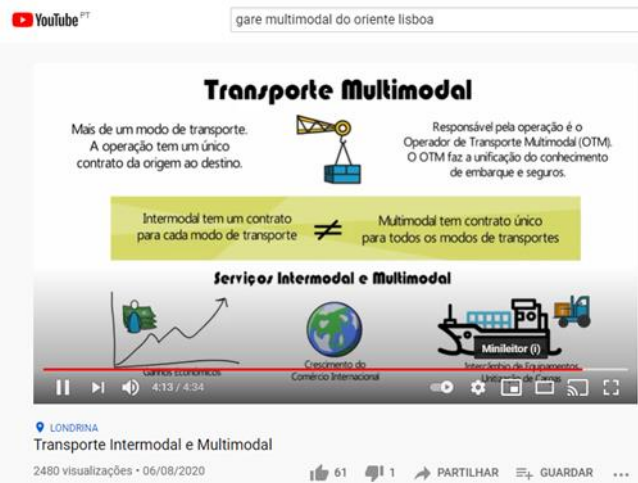 YouTube PT
gare multimodal do oriente lisboa
Transporte Multimodal
Mais de um modo de transporte.
A operação tem um único
contrato da origem ao destino.
Responsável pela operação é o
Operador de Transporte Multimodal (OTM).
O OTM faz a unificação do conhecimento
de embarque e seguros.
Intermodal tem um contrato
para cada modo de transporte
≠
Multimodal tem contrato único
para todos os modos de transportes
Serviços Intermodal e Multimodal
Ganhos Econômicos
Crescimento do
Comércio Internacional
Minileitor (i)
Intercâmbio de Equipamentos
Unitização de Cargas
4:13 / 4:34
LONDRINA
Transporte Intermodal e Multimodal
2480 visualizações • 06/08/2020
61
1
PARTILHAR
GUARDAR